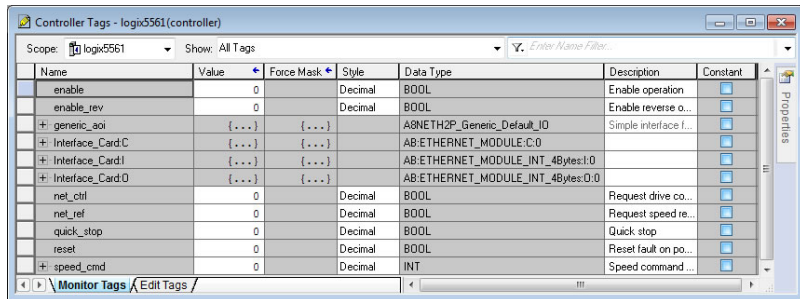 Controller Tags - logix5561(controller)
Scope: logix5561 Show: All Tags Enter Name Filter...
Name Value Force Mask Style Data Type Description Constant
enable 0 Decimal BOOL Enable operation
enable_rev 0 Decimal BOOL Enable reverse o...
+ generic_aoi {...} {...} A8NETH2P_Generic_Default_IO Simple interface f...
+ Interface_Card:C {...} {...} AB:ETHERNET_MODULE:C:0
+ Interface_Card:I {...} {...} AB:ETHERNET_MODULE_INT_4Bytes:I:0
+ Interface_Card:O {...} {...} AB:ETHERNET_MODULE_INT_4Bytes:O:0
net_ctrl 0 Decimal BOOL Request drive co...
net_ref 0 Decimal BOOL Request speed re...
quick_stop 0 Decimal BOOL Quick stop
reset 0 Decimal BOOL Reset fault on po...
+ speed_cmd 0 Decimal INT Speed command ...
Monitor Tags Edit Tags
Properties